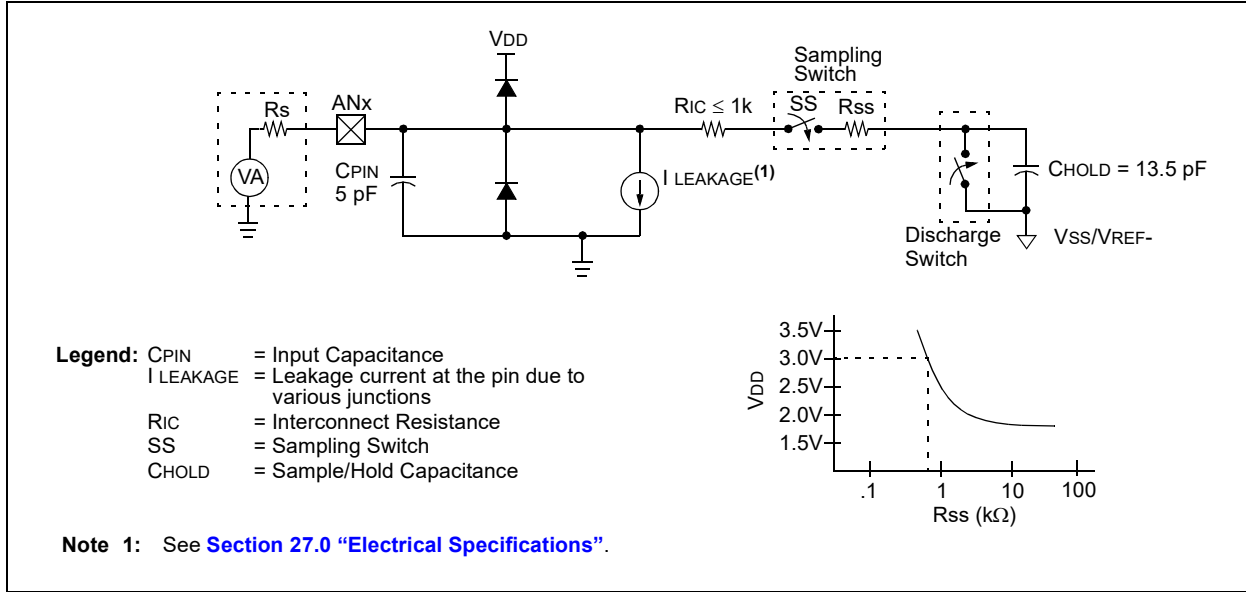 VDD
Sampling
Switch
Rs
ANx
RIC ≤ 1k
SS
Rss
VA
CPIN
5 pF
I LEAKAGE(1)
CHOLD = 13.5 pF
Discharge
Switch
VSS/VREF-
Legend: CPIN = Input Capacitance
I LEAKAGE = Leakage current at the pin due to
various junctions
RIC = Interconnect Resistance
SS = Sampling Switch
CHOLD = Sample/Hold Capacitance
VDD
3.5V
3.0V
2.5V
2.0V
1.5V
.1 1 10 100
Rss (kΩ)
Note 1: See Section 27.0 “Electrical Specifications”.